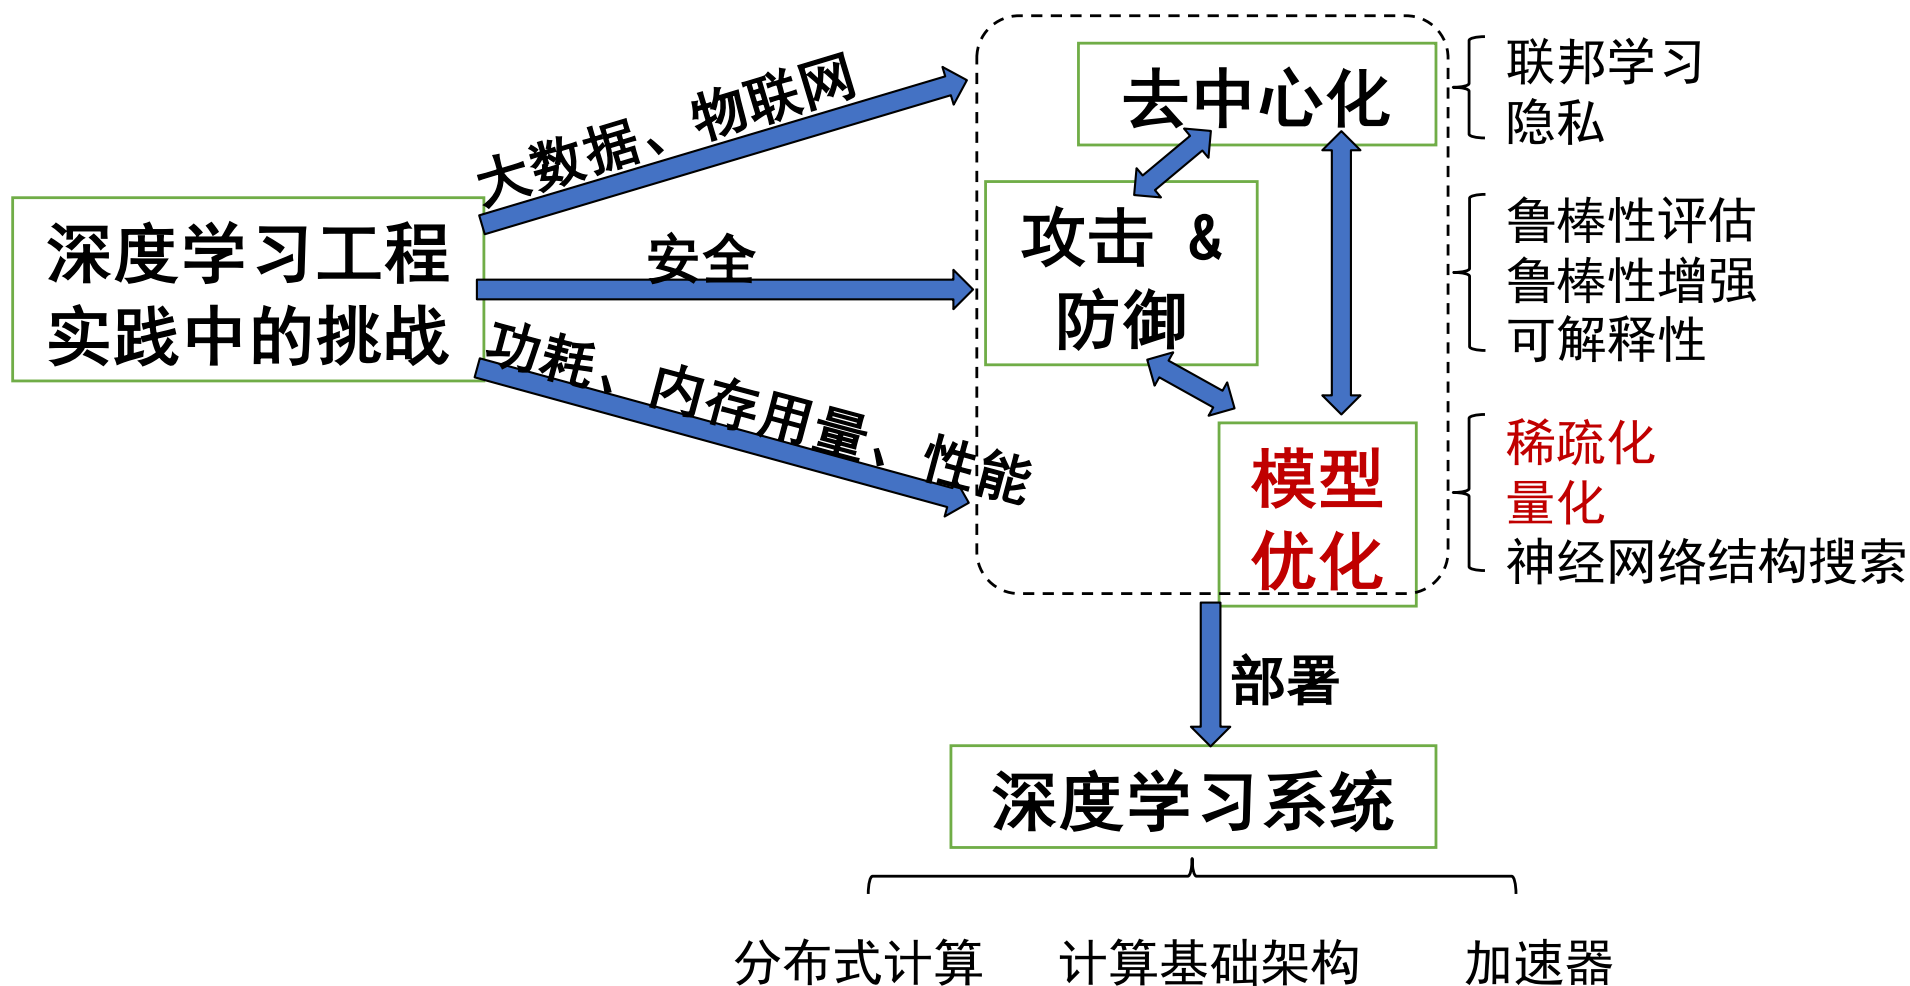 深度学习工程
实践中的挑战
大数据、物联网
安全
功耗、内存用量、性能
去中心化
攻击 &
防御
模型
优化
联邦学习
隐私
鲁棒性评估
鲁棒性增强
可解释性
稀疏化
量化
神经网络结构搜索
部署
深度学习系统
分布式计算
计算基础架构
加速器